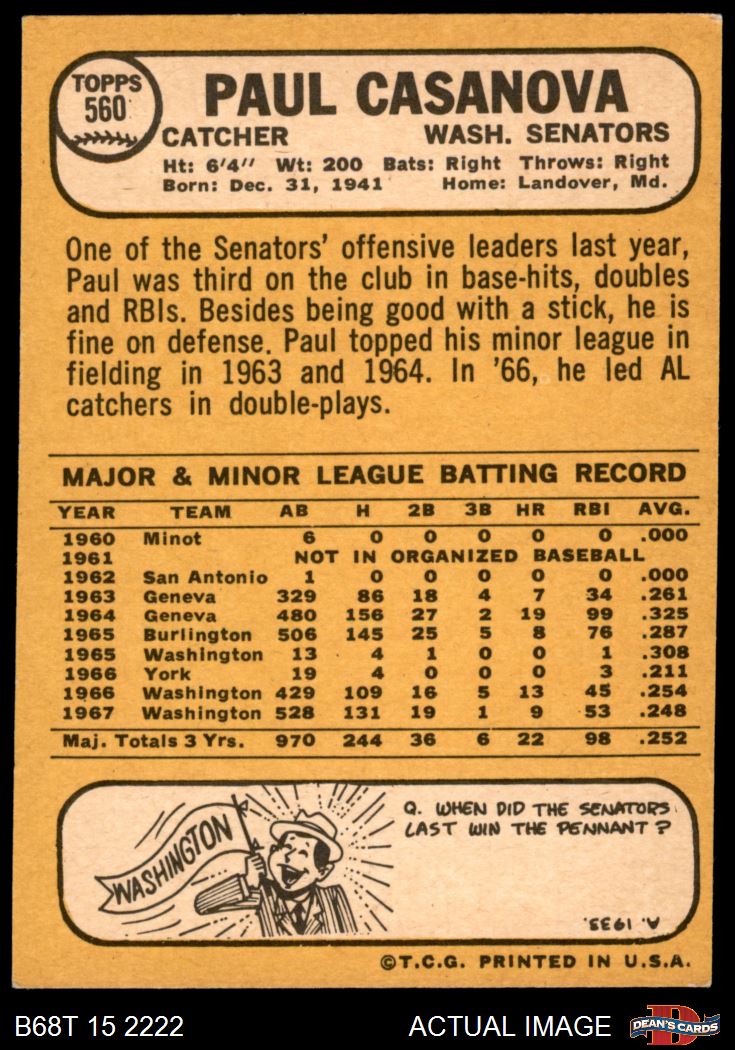 TOPPS
560
PAUL CASANOVA
CATCHER WASH. SENATORS
Ht: 6'4" Wt: 200 Bats: Right Throws: Right
Born: Dec. 31, 1941 Home: Landover, Md.
One of the Senators' offensive leaders last year,
Paul was third on the club in base-hits, doubles
and RBIs. Besides being good with a stick, he is
fine on defense. Paul topped his minor league in
fielding in 1963 and 1964. In '66, he led AL
catchers in double-plays.
MAJOR & MINOR LEAGUE BATTING RECORD
YEAR TEAM AB H 2B 3B HR RBI AVG.
1960 Minot 6 0 0 0 0 0 .000
1961 NOT IN ORGANIZED BASEBALL
1962 San Antonio 1 0 0 0 0 0 .000
1963 Geneva 329 86 18 4 7 34 .261
1964 Geneva 480 156 27 2 19 99 .325
1965 Burlington 506 145 25 5 8 76 .287
1965 Washington 13 4 1 0 0 1 .308
1966 York 19 4 0 0 0 3 .211
1966 Washington 429 109 16 5 13 45 .254
1967 Washington 528 131 19 1 9 53 .248
Maj. Totals 3 Yrs. 970 244 36 6 22 98 .252
WASHINGTON
Q. WHEN DID THE SENATORS
LAST WIN THE PENNANT?
A. 1933.
©T.C.G. PRINTED IN U.S.A.
B68T 15 2222 ACTUAL IMAGE D DEAN'S CARDS